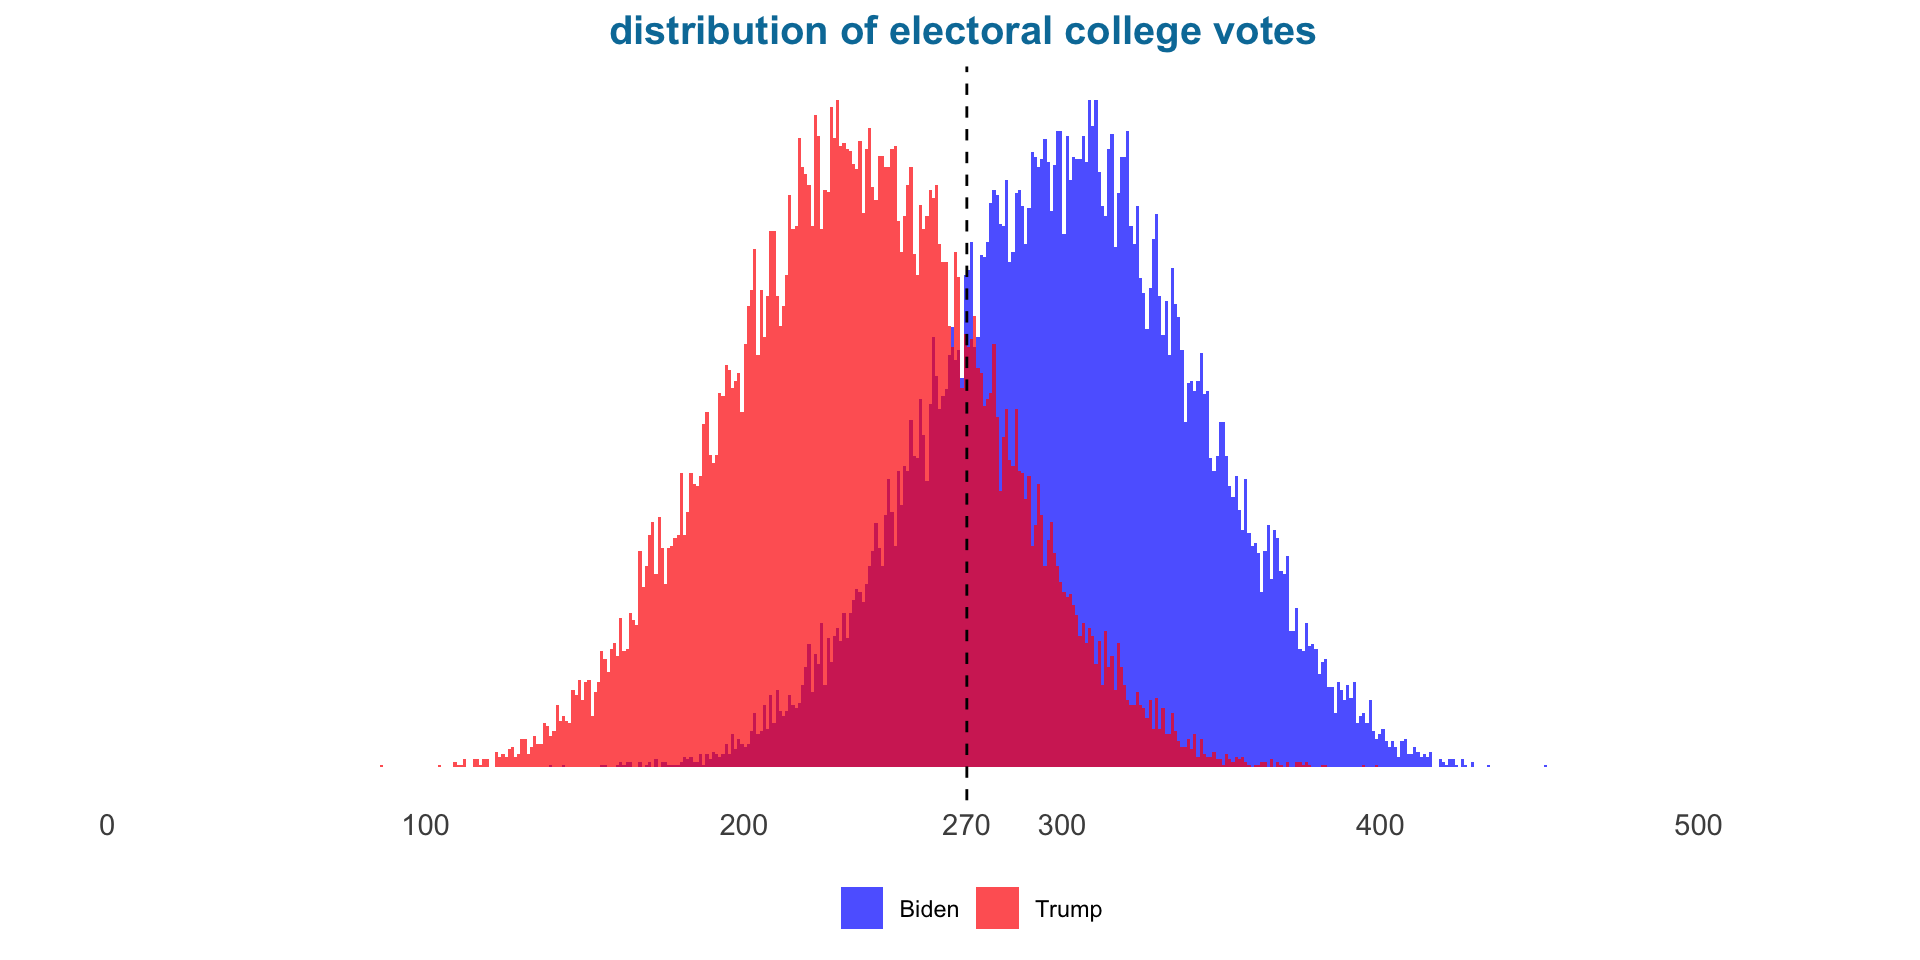 distribution of electoral college votes
0 100 200 270 300 400 500
Biden Trump